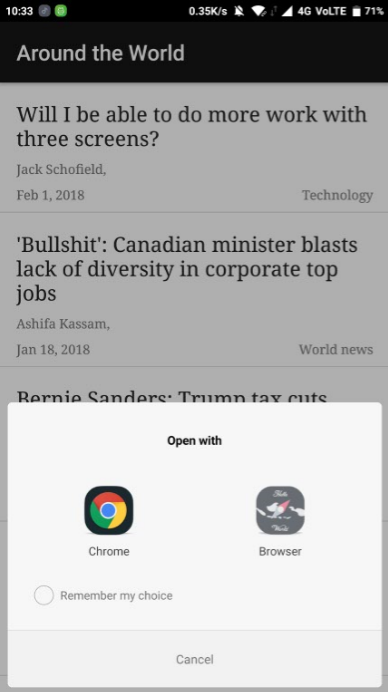 10:33 0.35K/s 4G VoLTE 71%
Around the World
Will I be able to do more work with
three screens?
Jack Schofield,
Feb 1, 2018 Technology
'Bullshit': Canadian minister blasts
lack of diversity in corporate top
jobs
Ashifa Kassam,
Jan 18, 2018 World news
Bernie Sanders: Trump tax cuts
Open with
Hello
World
Chrome Browser
Remember my choice
Cancel